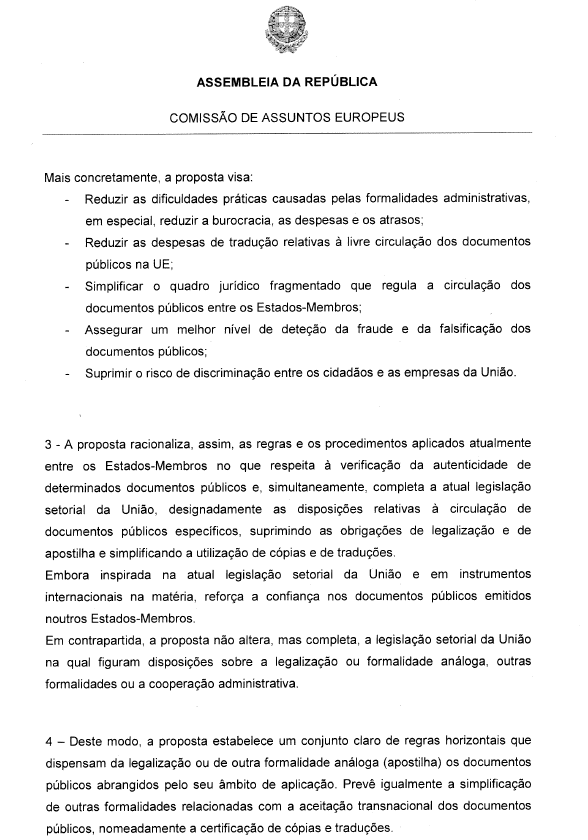 ASSEMBLEIA DA REPÚBLICA
COMISSÃO DE ASSUNTOS EUROPEUS
Mais concretamente, a proposta visa:
- Reduzir as dificuldades práticas causadas pelas formalidades administrativas,
em especial, reduzir a burocracia, as despesas e os atrasos;
- Reduzir as despesas de tradução relativas à livre circulação dos documentos
públicos na UE;
- Simplificar o quadro jurídico fragmentado que regula a circulação dos
documentos públicos entre os Estados-Membros;
- Assegurar um melhor nível de deteção da fraude e da falsificação dos
documentos públicos;
- Suprimir o risco de discriminação entre os cidadãos e as empresas da União.
3 - A proposta racionaliza, assim, as regras e os procedimentos aplicados atualmente
entre os Estados-Membros no que respeita à verificação da autenticidade de
determinados documentos públicos e, simultaneamente, completa a atual legislação
setorial da União, designadamente as disposições relativas à circulação de
documentos públicos específicos, suprimindo as obrigações de legalização e de
apostilha e simplificando a utilização de cópias e de traduções.
Embora inspirada na atual legislação setorial da União e em instrumentos
internacionais na matéria, reforça a confiança nos documentos públicos emitidos
noutros Estados-Membros.
Em contrapartida, a proposta não altera, mas completa, a legislação setorial da União
na qual figuram disposições sobre a legalização ou formalidade análoga, outras
formalidades ou a cooperação administrativa.
4 – Deste modo, a proposta estabelece um conjunto claro de regras horizontais que
dispensam da legalização ou de outra formalidade análoga (apostilha) os documentos
públicos abrangidos pelo seu âmbito de aplicação. Prevê igualmente a simplificação
de outras formalidades relacionadas com a aceitação transnacional dos documentos
públicos, nomeadamente a certificação de cópias e traduções.